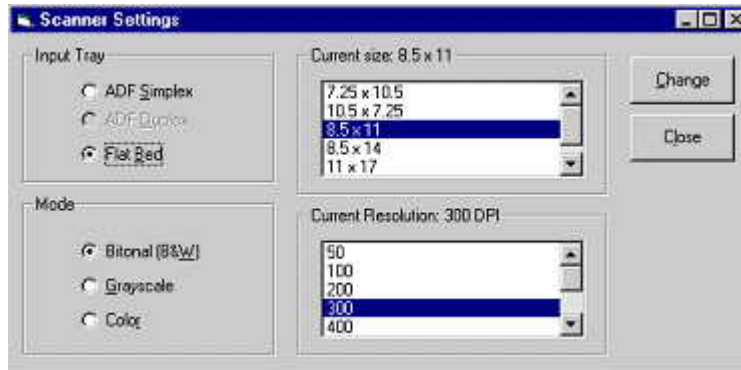 Scanner Settings
Input Tray
ADF Simplex
ADF Duplex
Flat Bed
Current size: 8.5 x 11
7.25 x 10.5
10.5 x 7.25
8.5 x 11
8.5 x 14
11 x 17
Change
Close
Mode
Bitonal (B&W)
Grayscale
Color
Current Resolution: 300 DPI
50
100
200
300
400